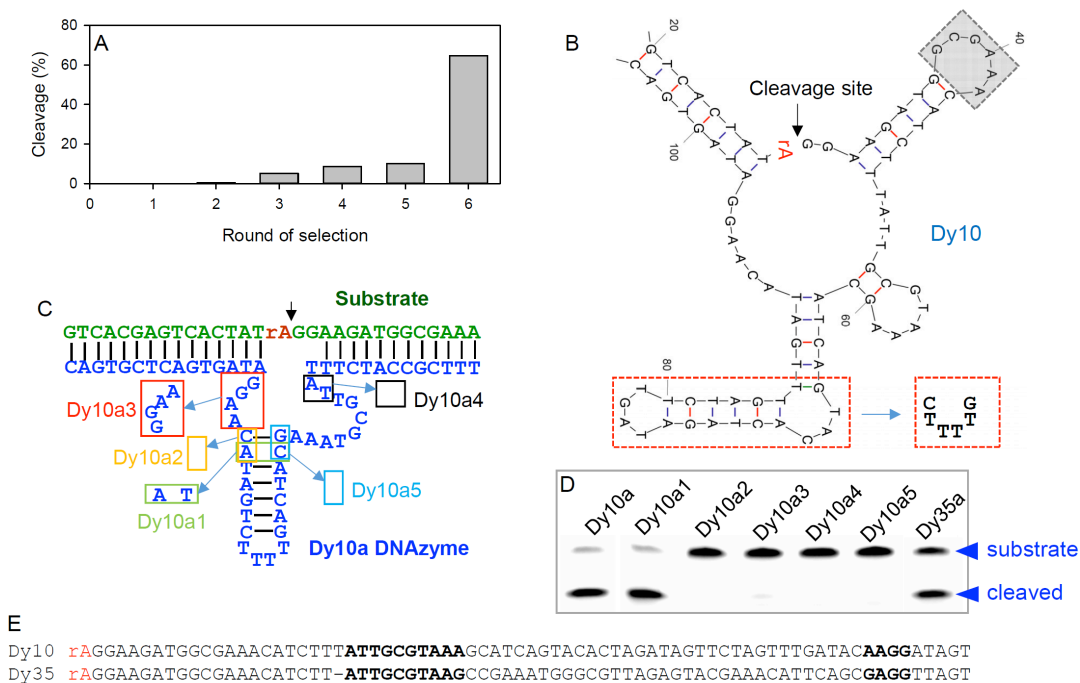 A
80
60
40
20
0
Cleavage (%)
0 1 2 3 4 5 6
Round of selection
B
Cleavage site
rA
20
40
60
80
100
Dy10
C
T
T
T
T
G
C
Substrate
GTCACGAGTCACTATrAGGAAGATGGCGAAA
CAGTGCTCAGTGATA TTTCTACCGCTTT
Dy10a3
Dy10a4
Dy10a2
Dy10a5
A T
Dy10a1
Dy10a DNAzyme
D
Dy10a Dy10a1 Dy10a2 Dy10a3 Dy10a4 Dy10a5 Dy35a
substrate
cleaved
E
Dy10 rAGGAAGATGGCGAAACATCTTTATTGCGTAAAGCATCAGTACACTAGATAGTTCTAGTTTGATACAAGGATAGT
Dy35 rAGGAAGATGGCGAAACATCTT-ATTGCGTAAGCCGAAATGGGCGTTAGAGTACGAAACATTCAGCGAGGTTAGT